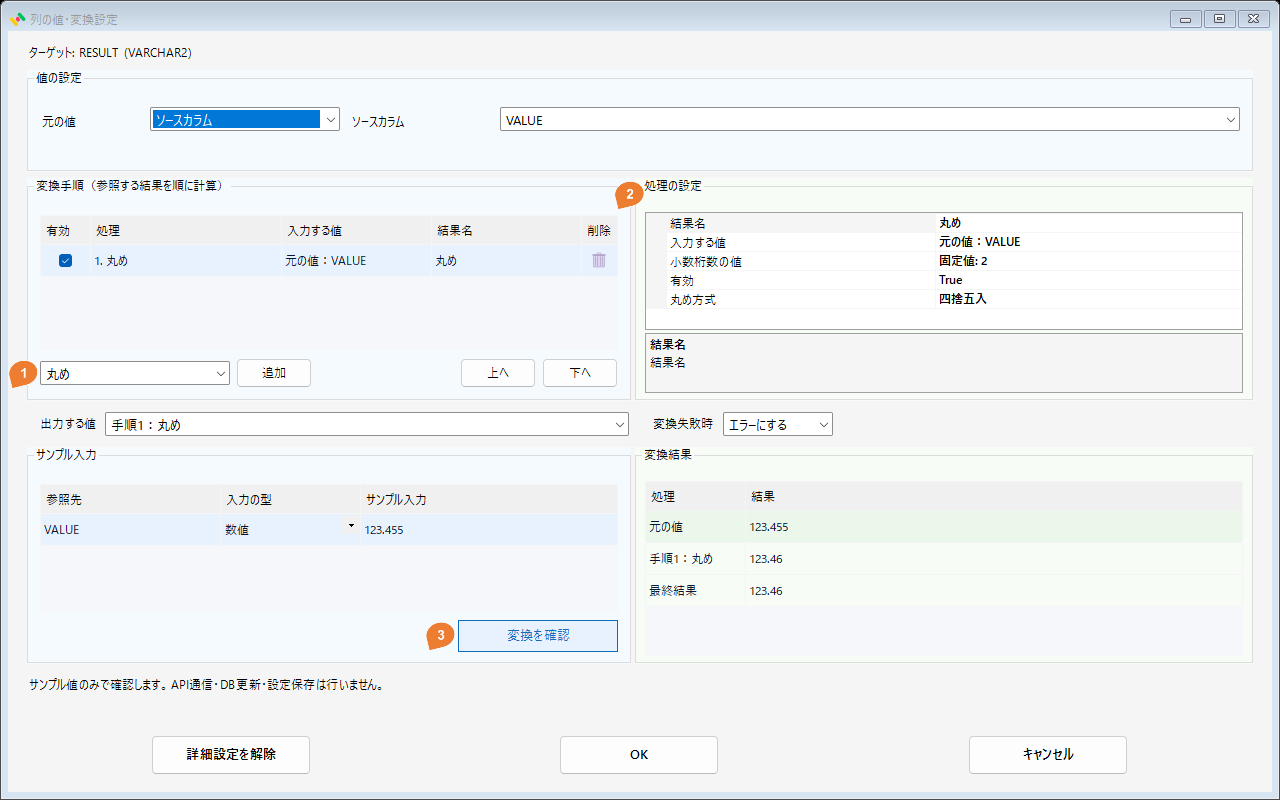 列の値・変換設定
ターゲット: RESULT (VARCHAR2)
値の設定
元の値 ソースカラム ソースカラム VALUE
変換手順（参照する結果を順に計算）
有効 処理 入力する値 結果名 削除
1. 丸め 元の値：VALUE 丸め
1 丸め 追加 上へ 下へ
2 処理の設定
結果名 丸め
入力する値 元の値：VALUE
小数桁数の値 固定値: 2
有効 True
丸め方式 四捨五入
結果名
結果名
出力する値 手順1：丸め 変換失敗時 エラーにする
サンプル入力
参照先 入力の型 サンプル入力
VALUE 数値 123.455
3 変換を確認
変換結果
処理 結果
元の値 123.455
手順1：丸め 123.46
最終結果 123.46
サンプル値のみで確認します。API通信・DB更新・設定保存は行いません。
詳細設定を解除 OK キャンセル